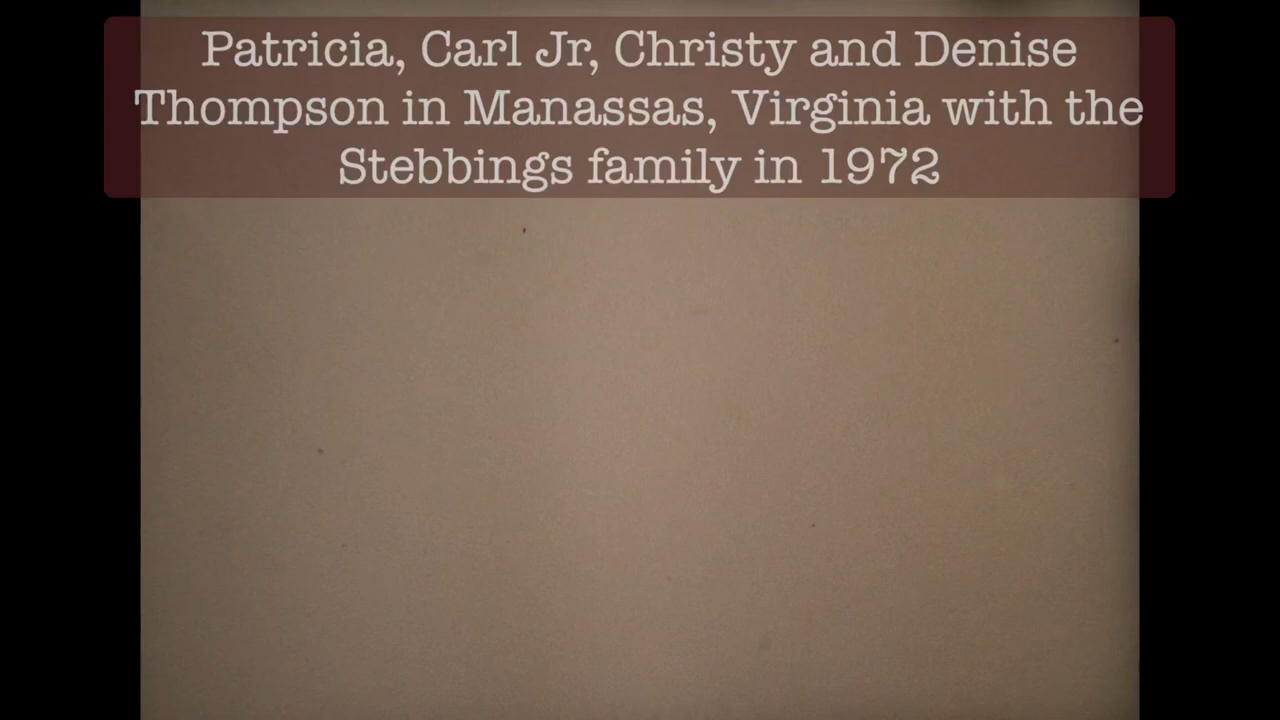 Patricia, Carl Jr, Christy and Denise
Thompson in Manassas, Virginia with the
Stebbings family in 1972